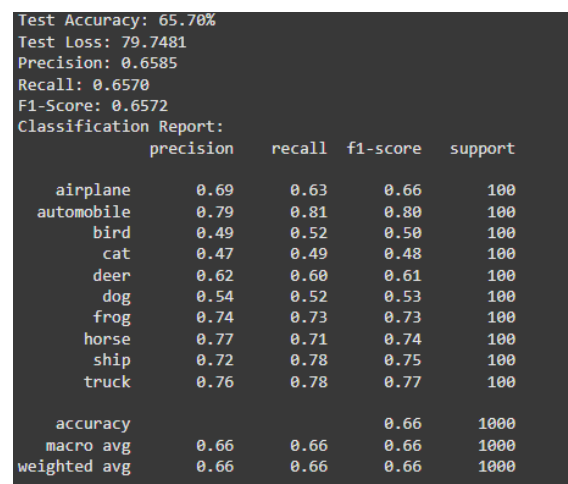 Test Accuracy: 65.70%
Test Loss: 79.7481
Precision: 0.6585
Recall: 0.6570
F1-Score: 0.6572
Classification Report:
precision recall f1-score support
airplane 0.69 0.63 0.66 100
automobile 0.79 0.81 0.80 100
bird 0.49 0.52 0.50 100
cat 0.47 0.49 0.48 100
deer 0.62 0.60 0.61 100
dog 0.54 0.52 0.53 100
frog 0.74 0.73 0.73 100
horse 0.77 0.71 0.74 100
ship 0.72 0.78 0.75 100
truck 0.76 0.78 0.77 100
accuracy 0.66 1000
macro avg 0.66 0.66 0.66 1000
weighted avg 0.66 0.66 0.66 1000